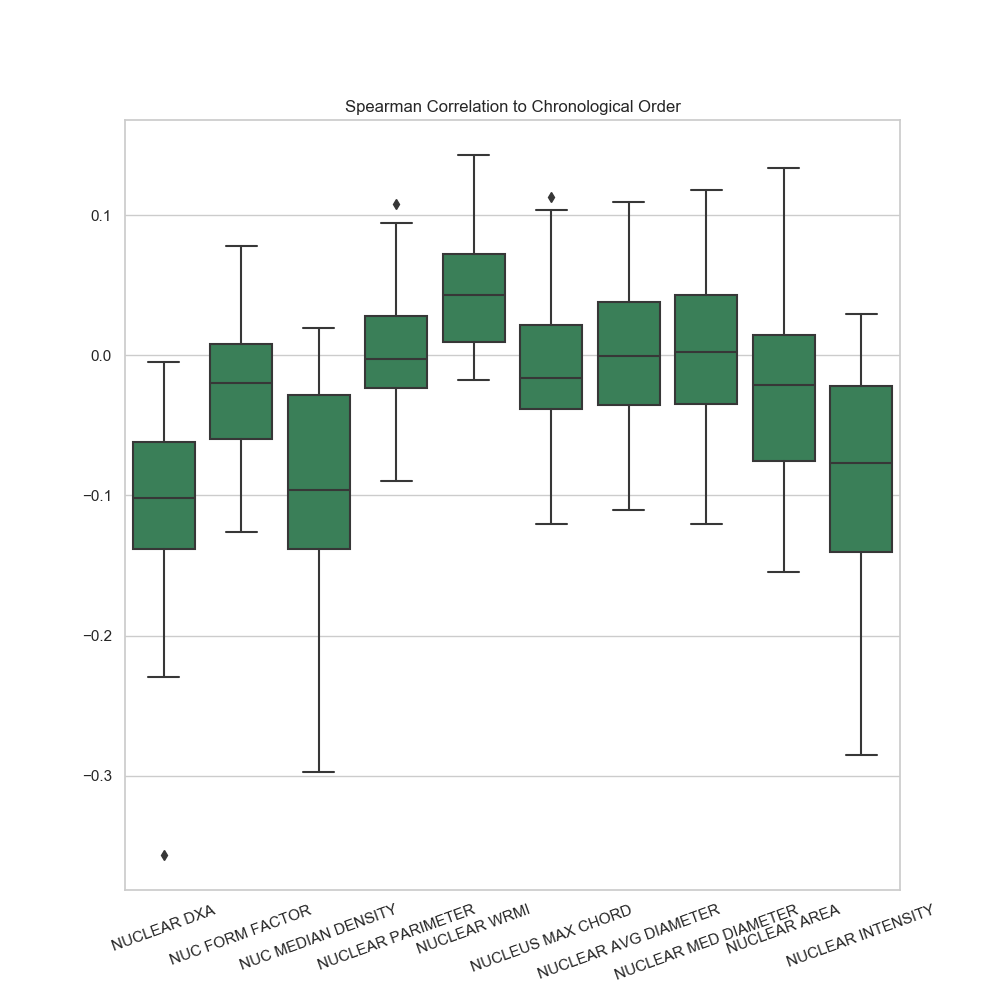 Spearman Correlation to Chronological Order
0.1
0.0
−0.1
−0.2
−0.3
NUCLEAR DXA
NUC FORM FACTOR
NUC MEDIAN DENSITY
NUCLEAR PARIMETER
NUCLEAR WRMI
NUCLEUS MAX CHORD
NUCLEAR AVG DIAMETER
NUCLEAR MED DIAMETER
NUCLEAR AREA
NUCLEAR INTENSITY